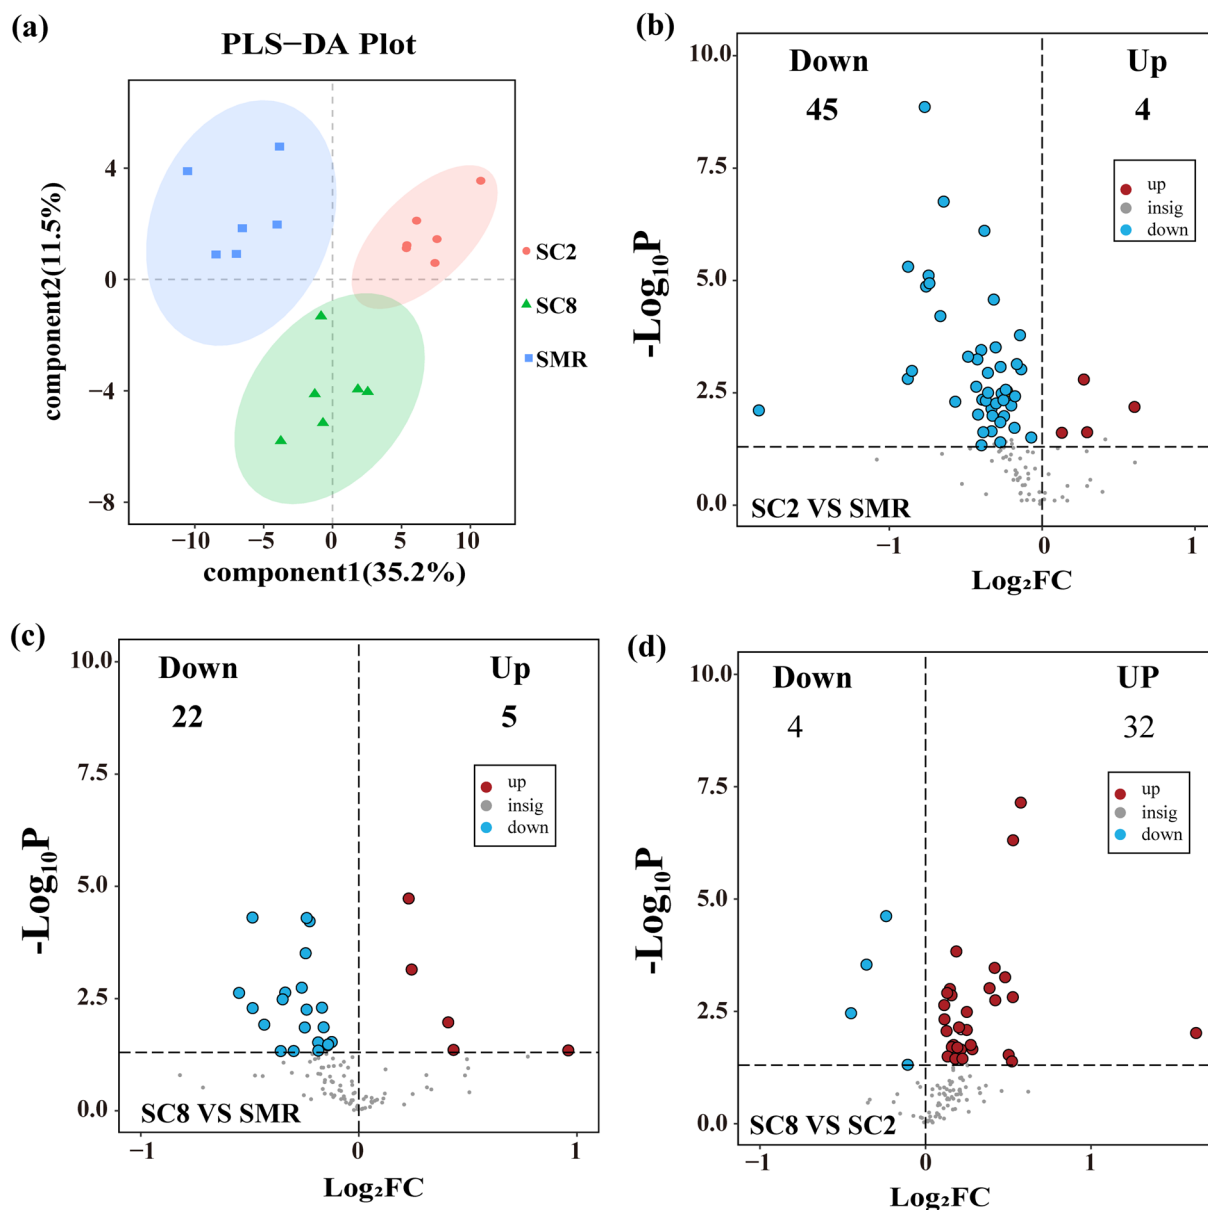 (a)
PLS−DA Plot
component2(11.5%)
4
0
−4
−8
−10
−5
0
5
10
component1(35.2%)
SC2
SC8
SMR
(b)
-Log₁₀P
10.0
7.5
5.0
2.5
0.0
Down
45
Up
4
up
insig
down
SC2 VS SMR
−1
0
1
Log₂FC
(c)
-Log₁₀P
10.0
7.5
5.0
2.5
0.0
Down
22
Up
5
up
insig
down
SC8 VS SMR
−1
0
1
Log₂FC
(d)
-Log₁₀P
10.0
7.5
5.0
2.5
0.0
Down
4
UP
32
up
insig
down
SC8 VS SC2
−1
0
1
Log₂FC